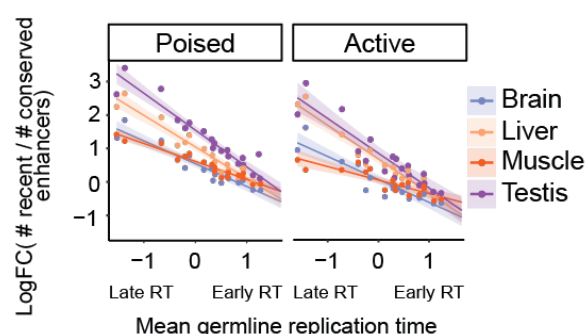 Poised Active
LogFC( # recent / # conserved
enhancers)
3
2
1
0
−1
−1 0 1 −1 0 1
Late RT Early RT Late RT Early RT
Mean germline replication time
Brain
Liver
Muscle
Testis